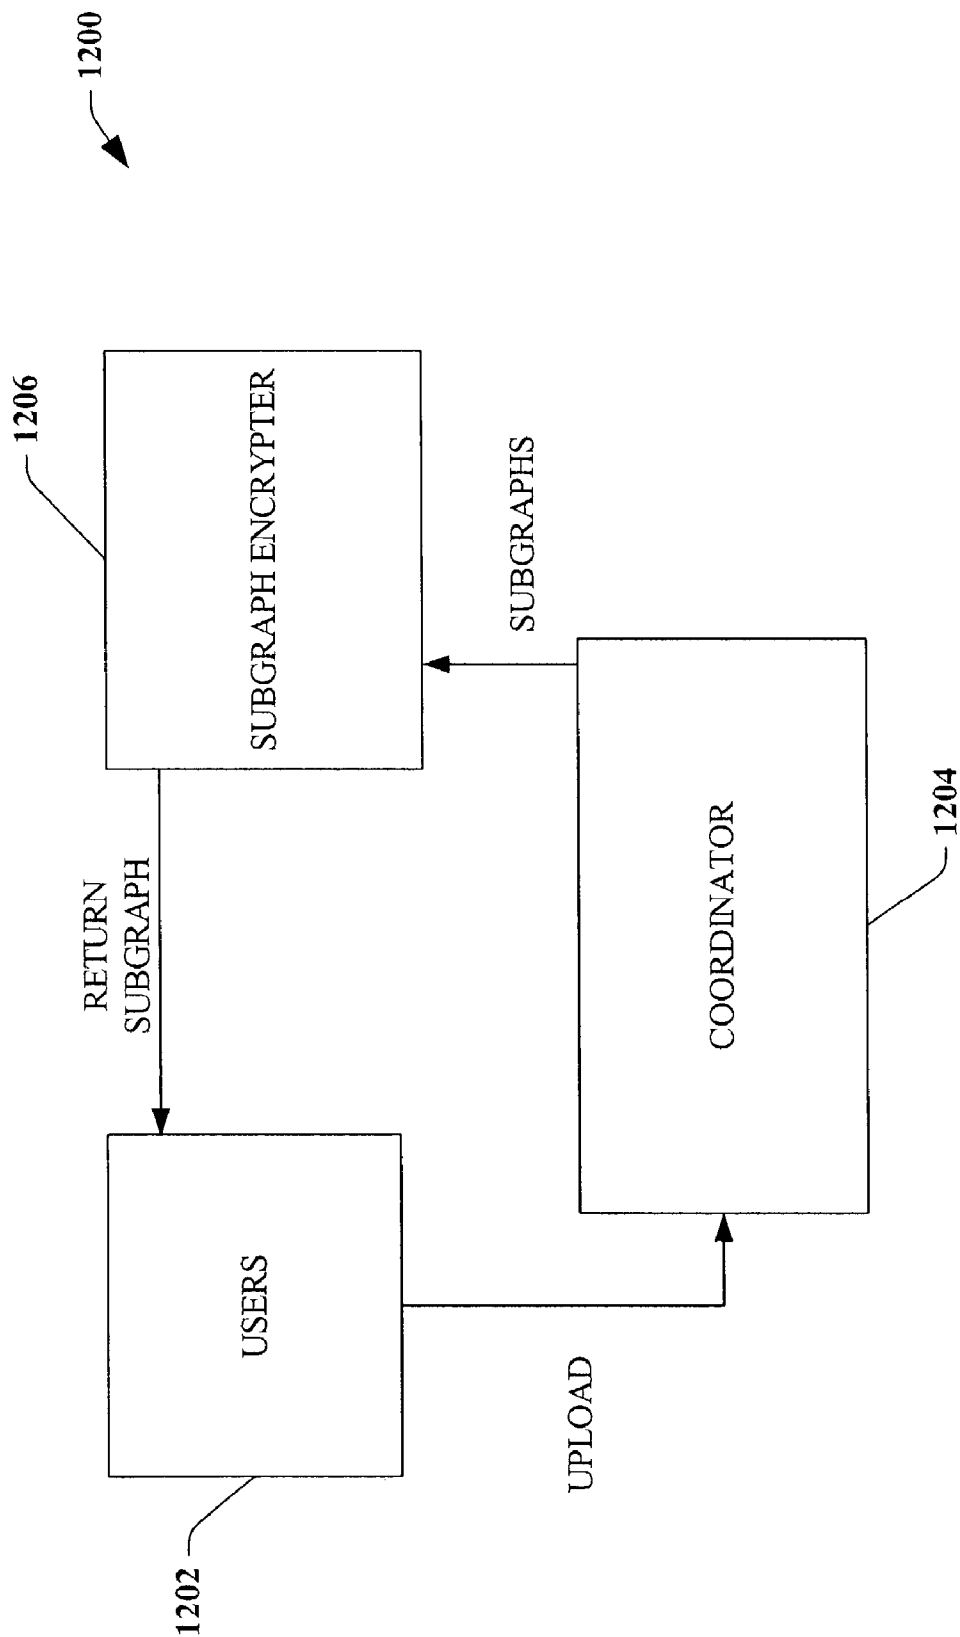 1200
1206
SUBGRAPH ENCRYPTER
RETURN
SUBGRAPH
SUBGRAPHS
USERS
COORDINATOR
1202
UPLOAD
1204